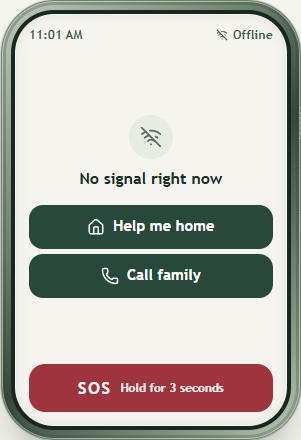 11:01 AM Offline
No signal right now
Help me home
Call family
SOS Hold for 3 seconds